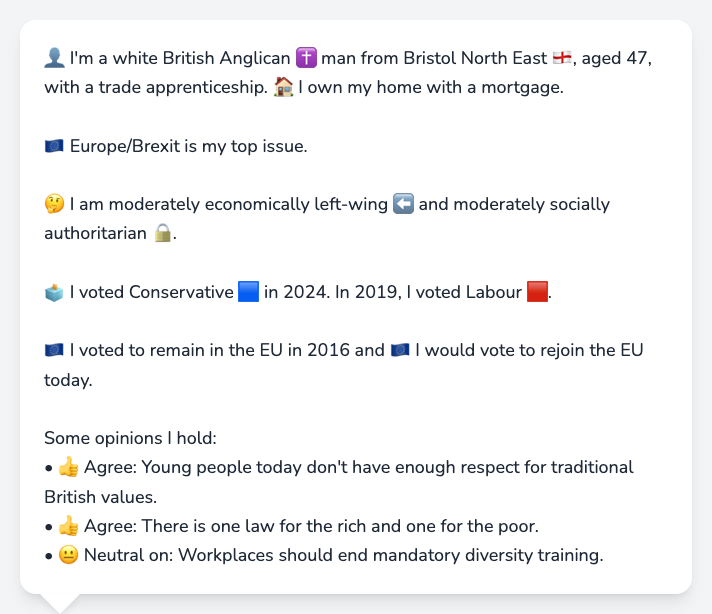 👤 I'm a white British Anglican ✝️ man from Bristol North East 🏴󠁧󠁢󠁥󠁮󠁧󠁿, aged 47,
with a trade apprenticeship. 🏠 I own my home with a mortgage.
🇪🇺 Europe/Brexit is my top issue.
🤔 I am moderately economically left-wing ⬅️ and moderately socially
authoritarian 🔒.
🗳️ I voted Conservative 🟦 in 2024. In 2019, I voted Labour 🟥.
🇪🇺 I voted to remain in the EU in 2016 and 🇪🇺 I would vote to rejoin the EU
today.
Some opinions I hold:
• 👍 Agree: Young people today don't have enough respect for traditional
British values.
• 👍 Agree: There is one law for the rich and one for the poor.
• 😐 Neutral on: Workplaces should end mandatory diversity training.